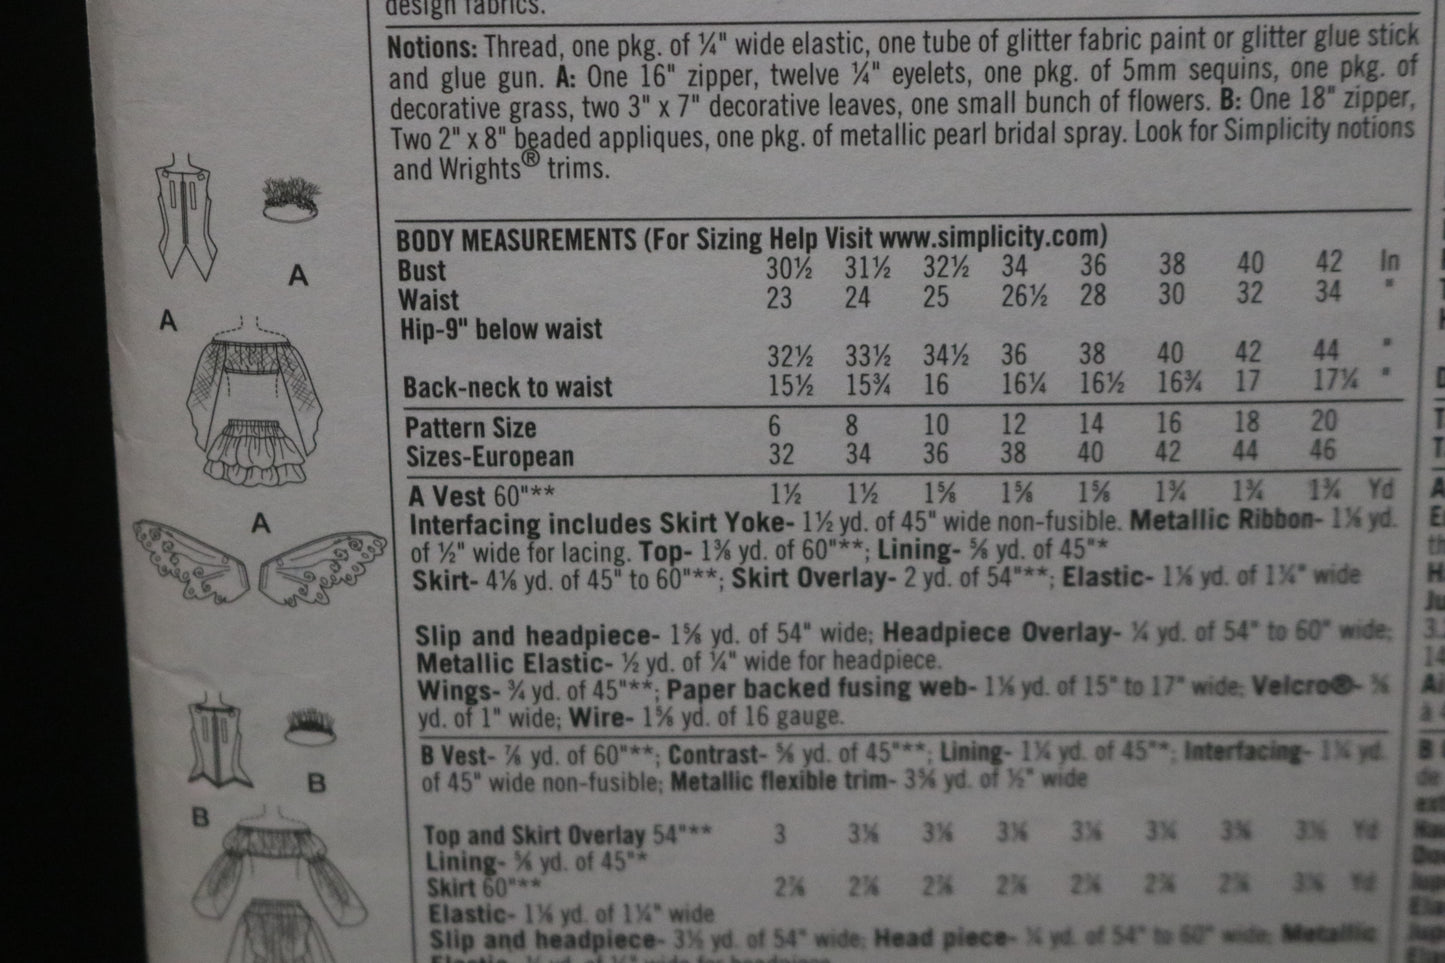 design fabrics.
Notions: Thread, one pkg. of ¼" wide elastic, one tube of glitter fabric paint or glitter glue stick
and glue gun. A: One 16" zipper, twelve ¼" eyelets, one pkg. of 5mm sequins, one pkg. of
decorative grass, two 3" x 7" decorative leaves, one small bunch of flowers. B: One 18" zipper,
Two 2" x 8" beaded appliques, one pkg. of metallic pearl bridal spray. Look for Simplicity notions
and Wrights® trims.
BODY MEASUREMENTS (For Sizing Help Visit www.simplicity.com)
Bust 30½ 31½ 32½ 34 36 38 40 42 In
Waist 23 24 25 26½ 28 30 32 34 "
Hip-9" below waist
32½ 33½ 34½ 36 38 40 42 44 "
Back-neck to waist 15½ 15¾ 16 16¼ 16½ 16¾ 17 17¼ "
Pattern Size 6 8 10 12 14 16 18 20
Sizes-European 32 34 36 38 40 42 44 46
A Vest 60"** 1½ 1½ 1⅝ 1⅝ 1⅝ 1¾ 1¾ 1¾ Yd
Interfacing includes Skirt Yoke- 1½ yd. of 45" wide non-fusible. Metallic Ribbon- yd.
of ½" wide for lacing. Top- 1⅜ yd. of 60"**; Lining- ⅝ yd. of 45"*
Skirt- 4⅛ yd. of 45" to 60"**; Skirt Overlay- 2 yd. of 54"**; Elastic- 1⅛ yd. of 1¼" wide
Slip and headpiece- 1⅝ yd. of 54" wide; Headpiece Overlay- ¼ yd. of 54" to 60" wide;
Metallic Elastic- ½ yd. of ¼" wide for headpiece.
Wings- ¾ yd. of 45"**; Paper backed fusing web- 1⅛ yd. of 15" to 17" wide; Velcro®-
yd. of 1" wide; Wire- 1⅝ yd. of 16 gauge.
B Vest- ⅞ yd. of 60"**; Contrast- ⅝ yd. of 45"**; Lining- 1¼ yd. of 45"*; Interfacing- yd.
of 45" wide non-fusible; Metallic flexible trim- yd. of ½" wide
Top and Skirt Overlay 54"** 3 Yd
Lining- yd. of 45"*
Skirt 60"** Yd
Elastic- 1⅛ yd. of 1¼" wide
Slip and headpiece- yd. of 54" wide; Head piece- ¼ yd. of 54" to 60" wide; Metallic
A
A
A
B
B